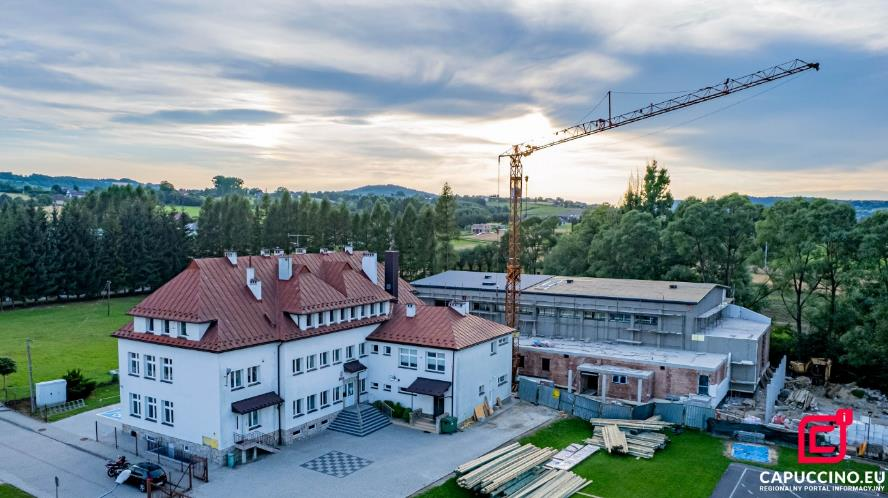 CAPUCCINO.EU
REGIONALNY PORTAL INFORMACYJNY